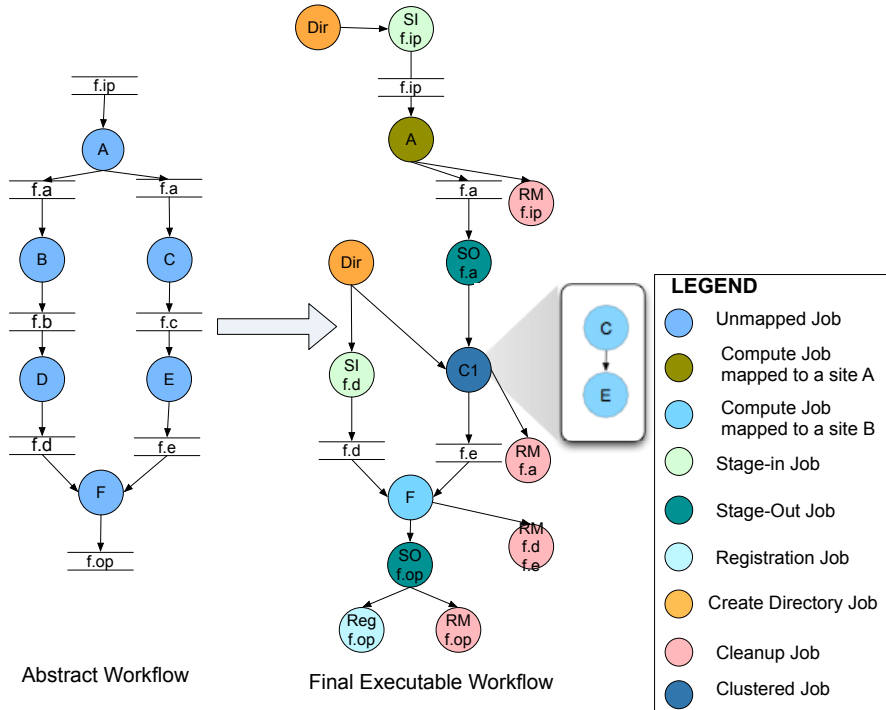 f.ip
A
f.a
f.a
B
C
f.b
f.c
D
E
f.d
f.e
F
f.op
Abstract Workflow
Dir
SI
f.ip
f.ip
A
f.a
RM
f.ip
Dir
SO
f.a
SI
f.d
C1
C
E
f.d
f.e
RM
f.a
F
SO
f.op
RM
f.d
f.e
Reg
f.op
RM
f.op
Final Executable Workflow
LEGEND
Unmapped Job
Compute Job
mapped to a site A
Compute Job
mapped to a site B
Stage-in Job
Stage-Out Job
Registration Job
Create Directory Job
Cleanup Job
Clustered Job